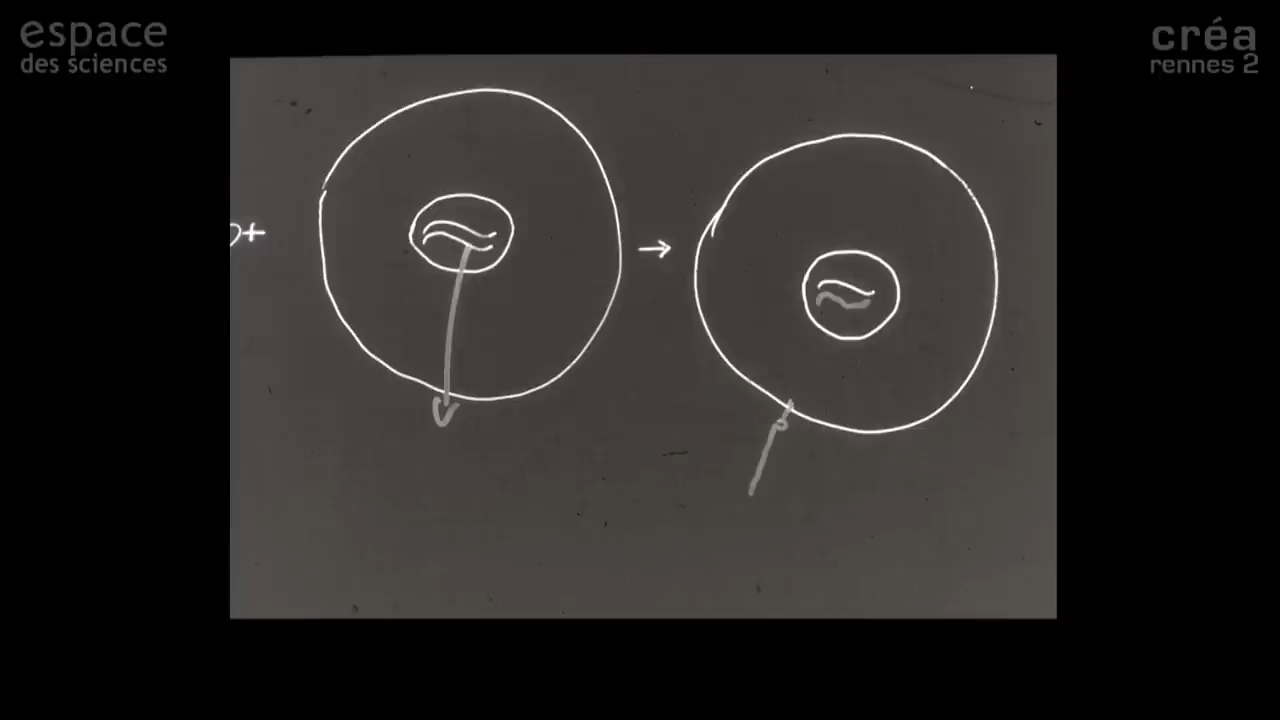 espace
des sciences
créa
rennes 2
+
→